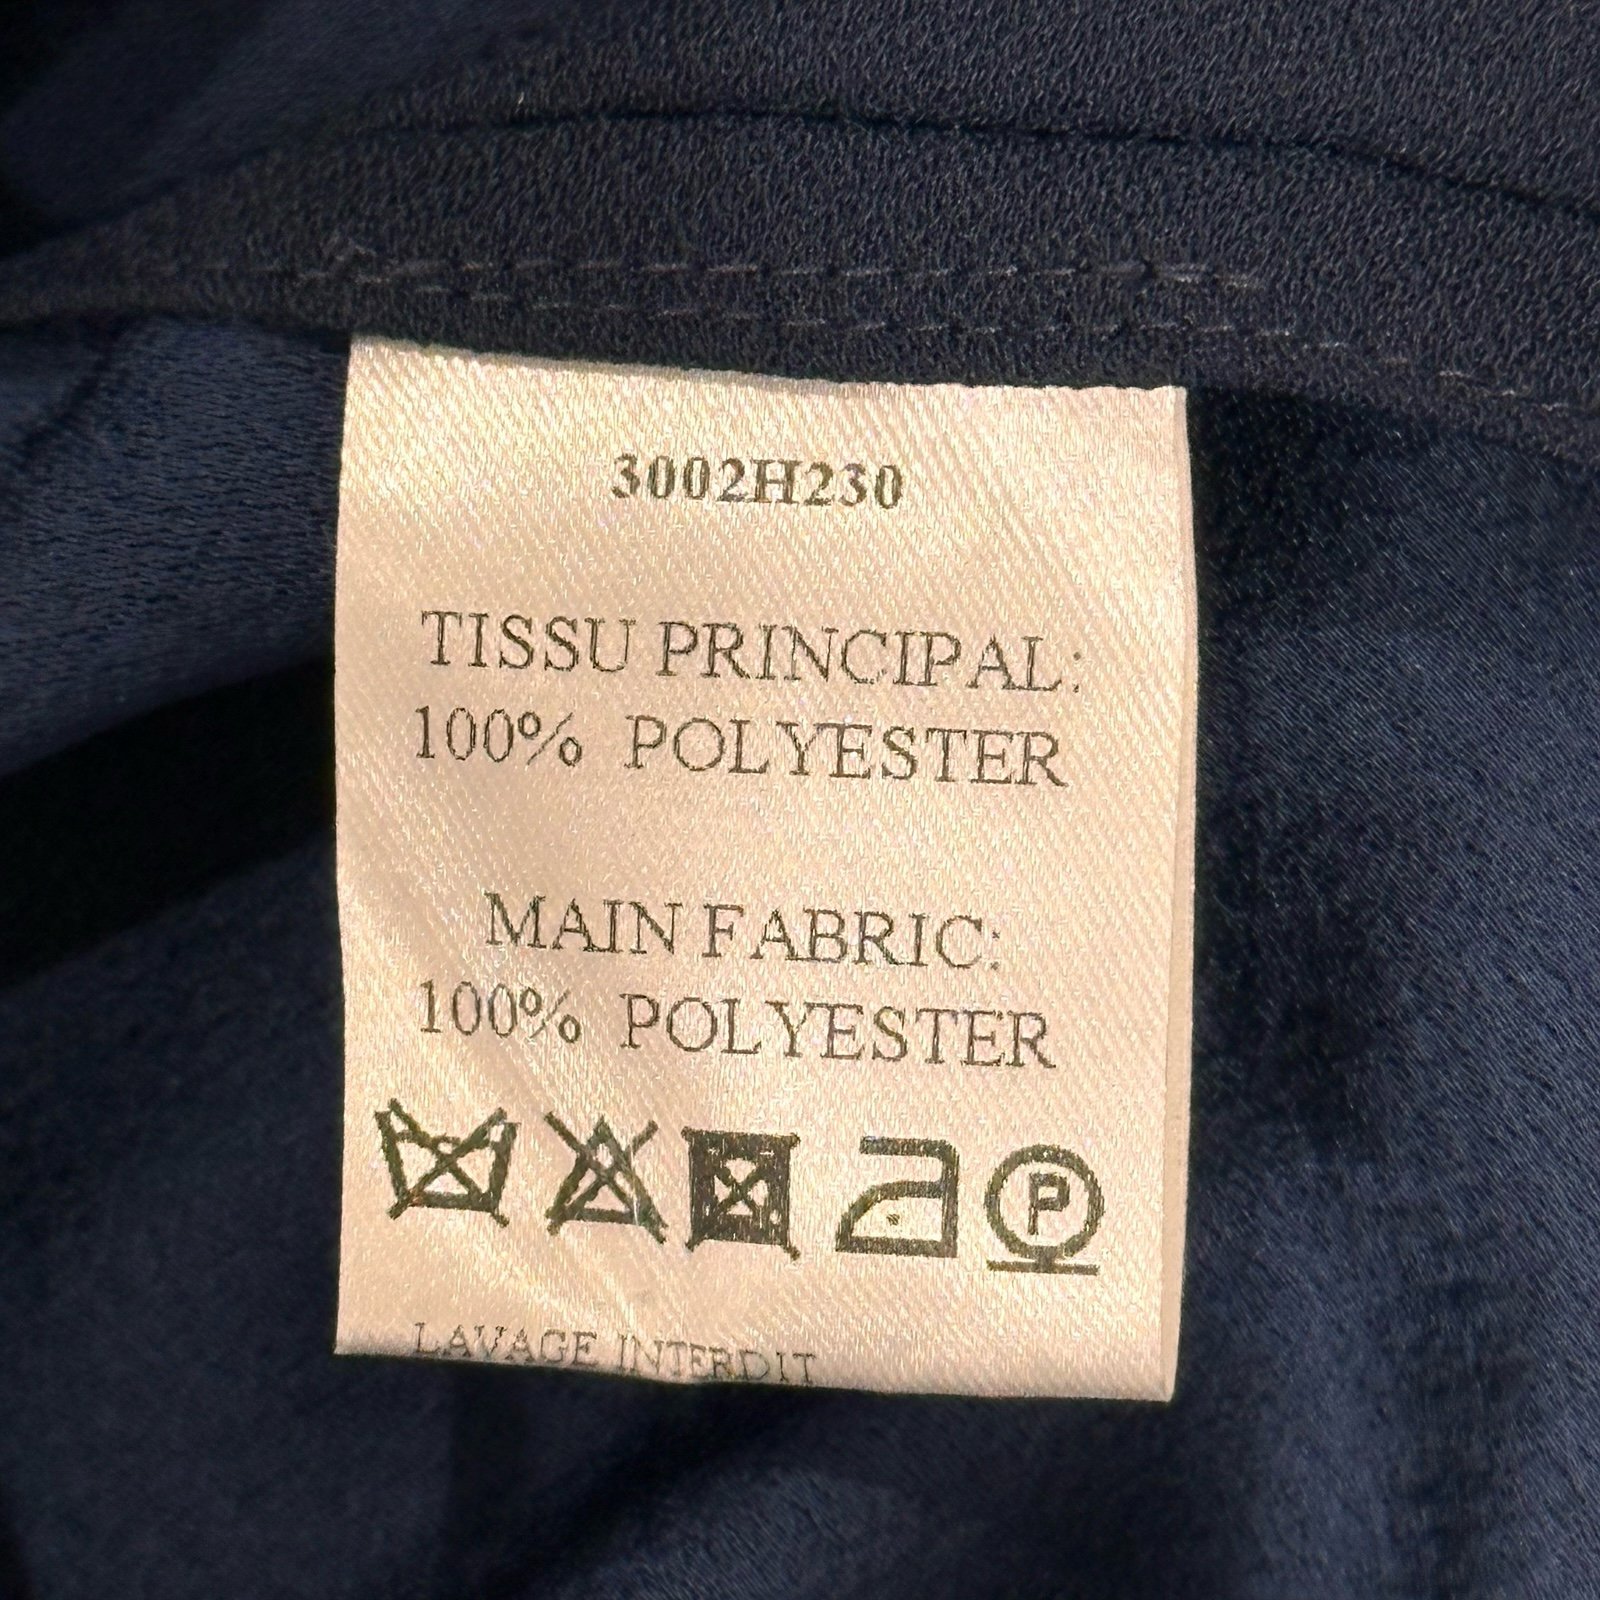 3002H230
TISSU PRINCIPAL:
100% POLYESTER
MAIN FABRIC:
100% POLYESTER
P
LAVAGE INTERDIT